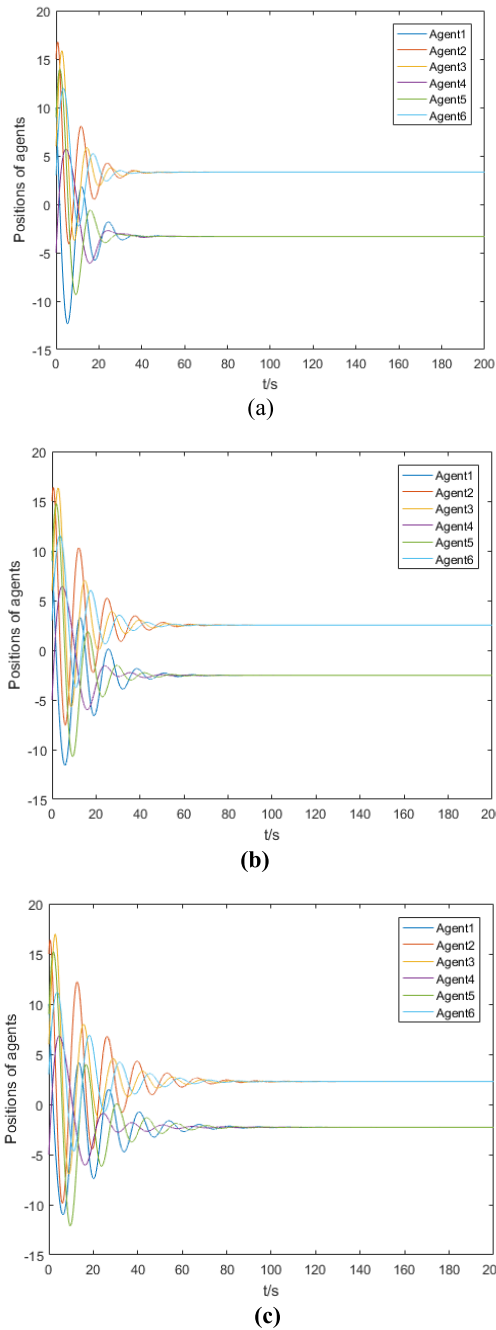 20
15
10
5
0
-5
-10
-15
Positions of agents
Agent1
Agent2
Agent3
Agent4
Agent5
Agent6
0 20 40 60 80 100 120 140 160 180 200
t/s
(a)
20
15
10
5
0
-5
-10
-15
Positions of agents
Agent1
Agent2
Agent3
Agent4
Agent5
Agent6
0 20 40 60 80 100 120 140 160 180 20
t/s
(b)
20
15
10
5
0
-5
-10
-15
Positions of agents
Agent1
Agent2
Agent3
Agent4
Agent5
Agent6
0 20 40 60 80 100 120 140 160 180 200
t/s
(c)